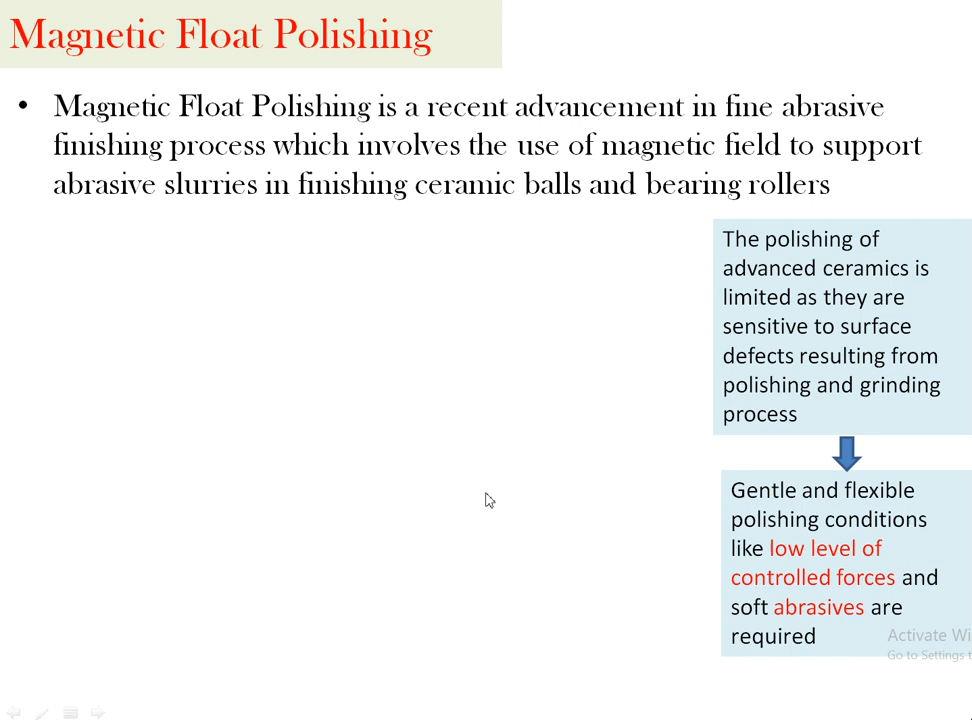 Magnetic Float Polishing
• Magnetic Float Polishing is a recent advancement in fine abrasive
finishing process which involves the use of magnetic field to support
abrasive slurries in finishing ceramic balls and bearing rollers
The polishing of
advanced ceramics is
limited as they are
sensitive to surface
defects resulting from
polishing and grinding
process
Gentle and flexible
polishing conditions
like low level of
controlled forces and
soft abrasives are
required
Activate Wi
Go to Settings t